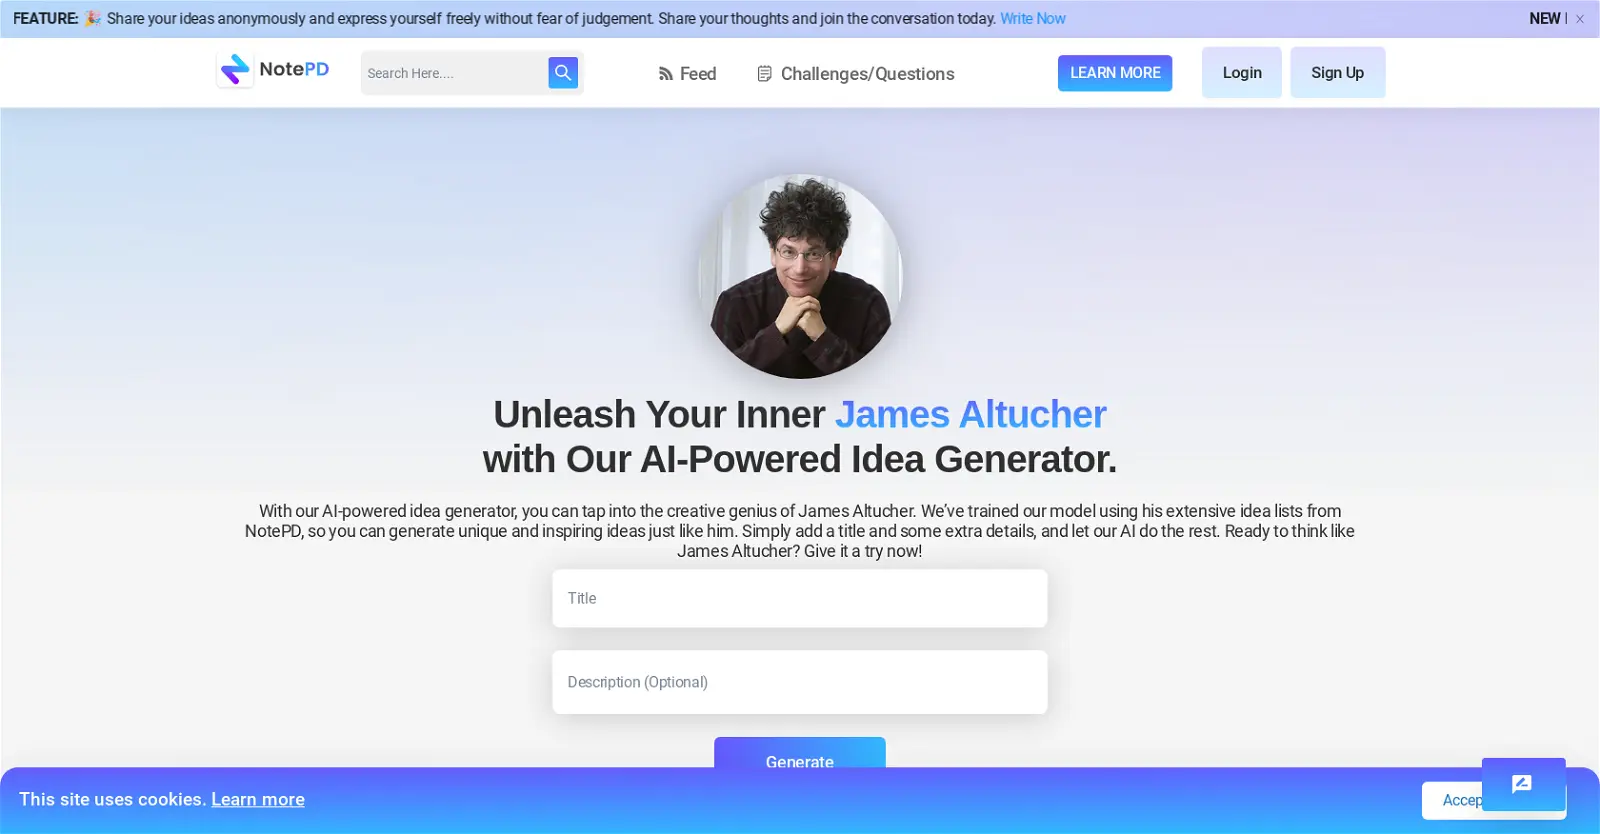 FEATURE: 🎉 Share your ideas anonymously and express yourself freely without fear of judgement. Share your thoughts and join the conversation today. Write Now
NEW
NotePD
Search Here....
Feed
Challenges/Questions
LEARN MORE
Login
Sign Up
Unleash Your Inner James Altucher
with Our AI-Powered Idea Generator.
With our AI-powered idea generator, you can tap into the creative genius of James Altucher. We’ve trained our model using his extensive idea lists from
NotePD, so you can generate unique and inspiring ideas just like him. Simply add a title and some extra details, and let our AI do the rest. Ready to think like
James Altucher? Give it a try now!
Title
Description (Optional)
Generate
This site uses cookies. Learn more
Accep